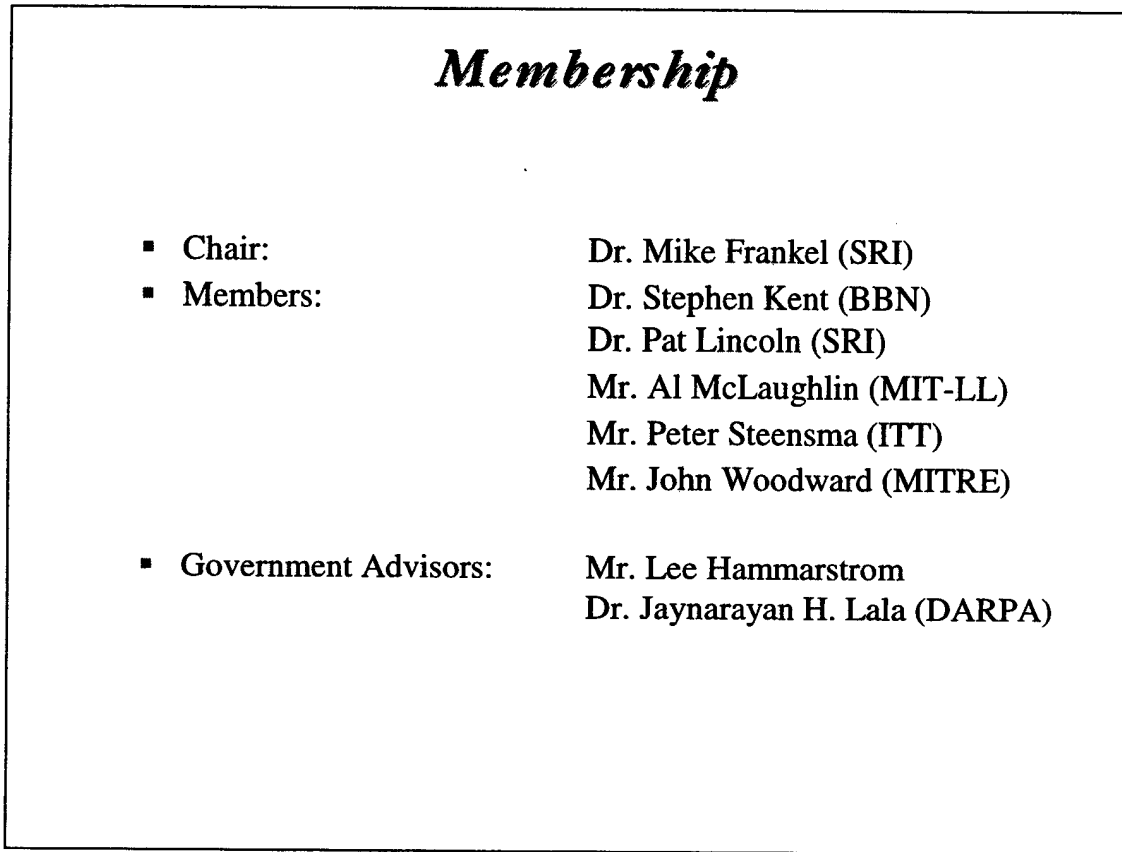 Membership
▪ Chair: Dr. Mike Frankel (SRI)
▪ Members: Dr. Stephen Kent (BBN)
Dr. Pat Lincoln (SRI)
Mr. Al McLaughlin (MIT-LL)
Mr. Peter Steensma (ITT)
Mr. John Woodward (MITRE)
▪ Government Advisors: Mr. Lee Hammarstrom
Dr. Jaynarayan H. Lala (DARPA)